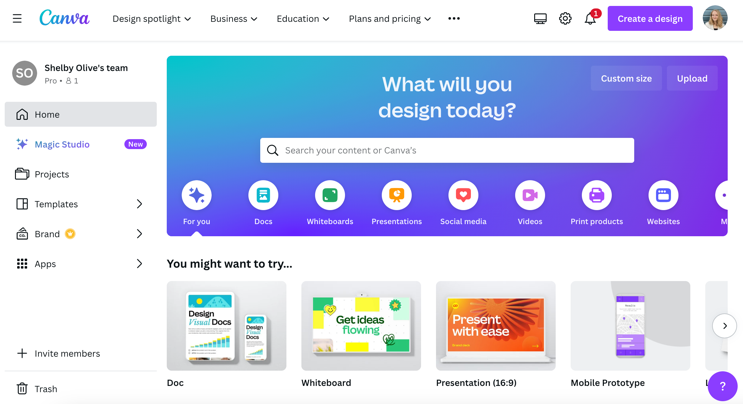 Canva
Design spotlight
Business
Education
Plans and pricing
1
Create a design
SO
Shelby Olive's team
Pro • 1
Home
Magic Studio
New
Projects
Templates
Brand
Apps
Invite members
Trash
What will you
design today?
Custom size
Upload
Search your content or Canva's
For you
Docs
Whiteboards
Presentations
Social media
Videos
Print products
Websites
You might want to try...
Design
Visual Docs
Design
Visual Docs
Get ideas
flowing
Present
with ease
Doc
Whiteboard
Presentation (16:9)
Mobile Prototype
?